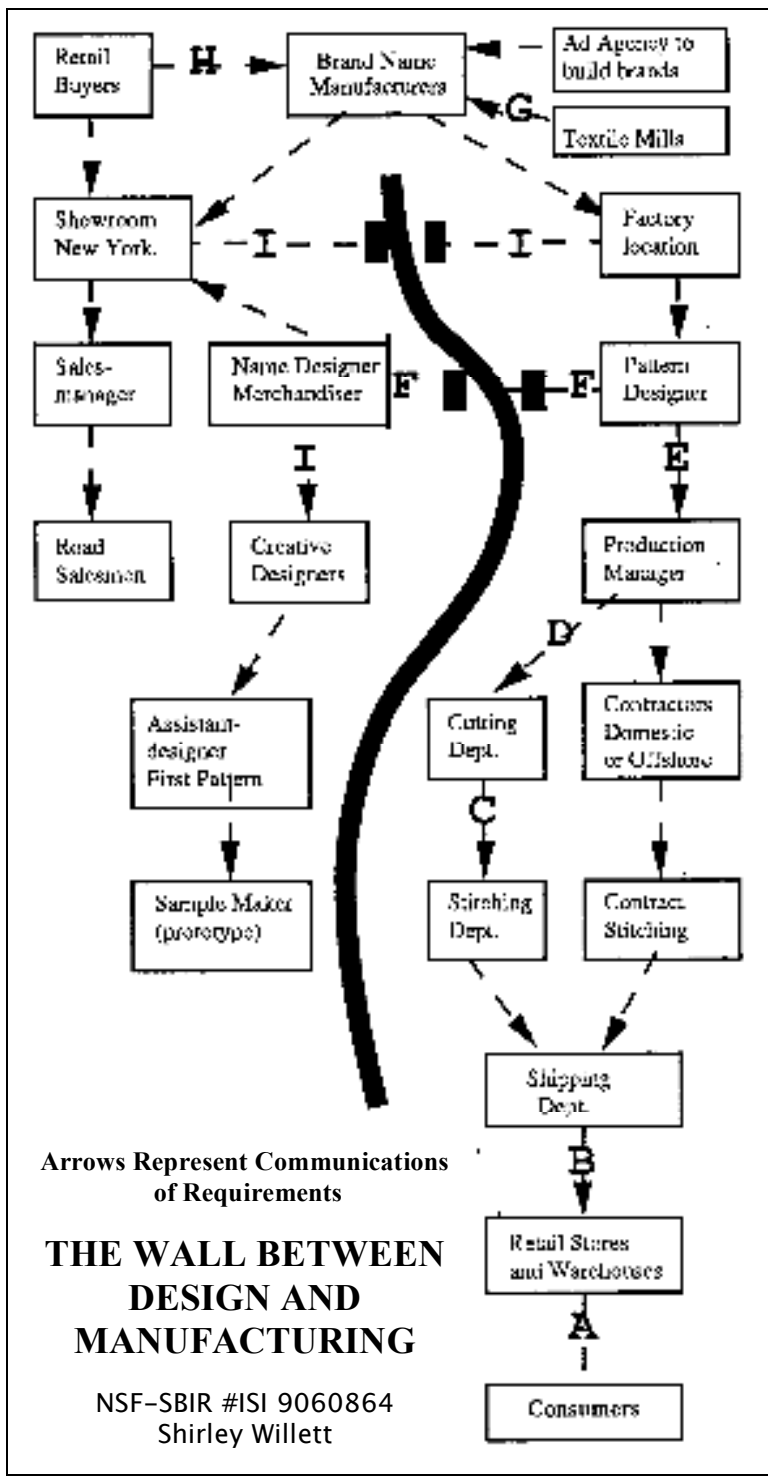 Retail
Buyers
H
Brand Name
Manufacturers
Ad Agency to
build brands
G
Textile Mills
Showroom
New York.
I
I
Factory
location
Sales-
manager
Name Designer
Merchandiser
F
F
Pattern
Designer
I
E
Road
Salesmen
Creative
Designers
Production
Manager
D
Assistant-
designer
First Pattern
Cutting
Dept.
Contractors
Domestic
or Offshore
C
Sample Maker
(prototype)
Stitching
Dept.
Contract
Stitching
Shipping
Dept.
B
Arrows Represent Communications
of Requirements
Retail Stores
and Warehouses
THE WALL BETWEEN
DESIGN AND
MANUFACTURING
A
NSF-SBIR #ISI 9060864
Shirley Willett
Consumers